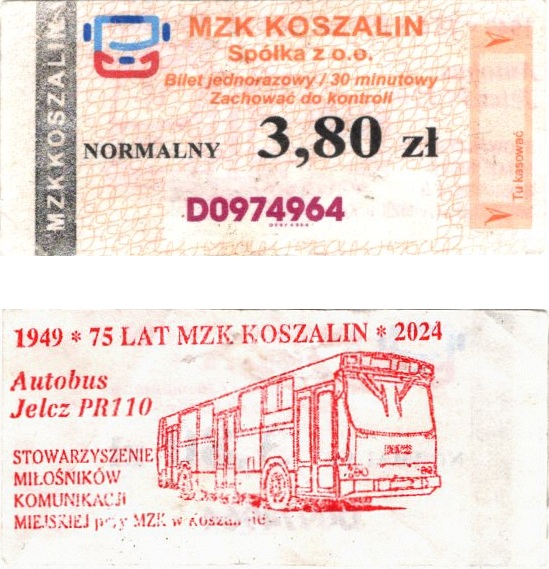 MZK KOSZALIN
MZK KOSZALIN
Spółka z o.o.
Bilet jednorazowy / 30 minutowy
Zachować do kontroli
NORMALNY 3,80 zł
D0974964
Tu kasować
1949 * 75 LAT MZK KOSZALIN * 2024
Autobus
Jelcz PR110
STOWARZYSZENIE
MIŁOŚNIKÓW
KOMUNIKACJI
MIEJSKIEJ przy MZK w Koszalinie